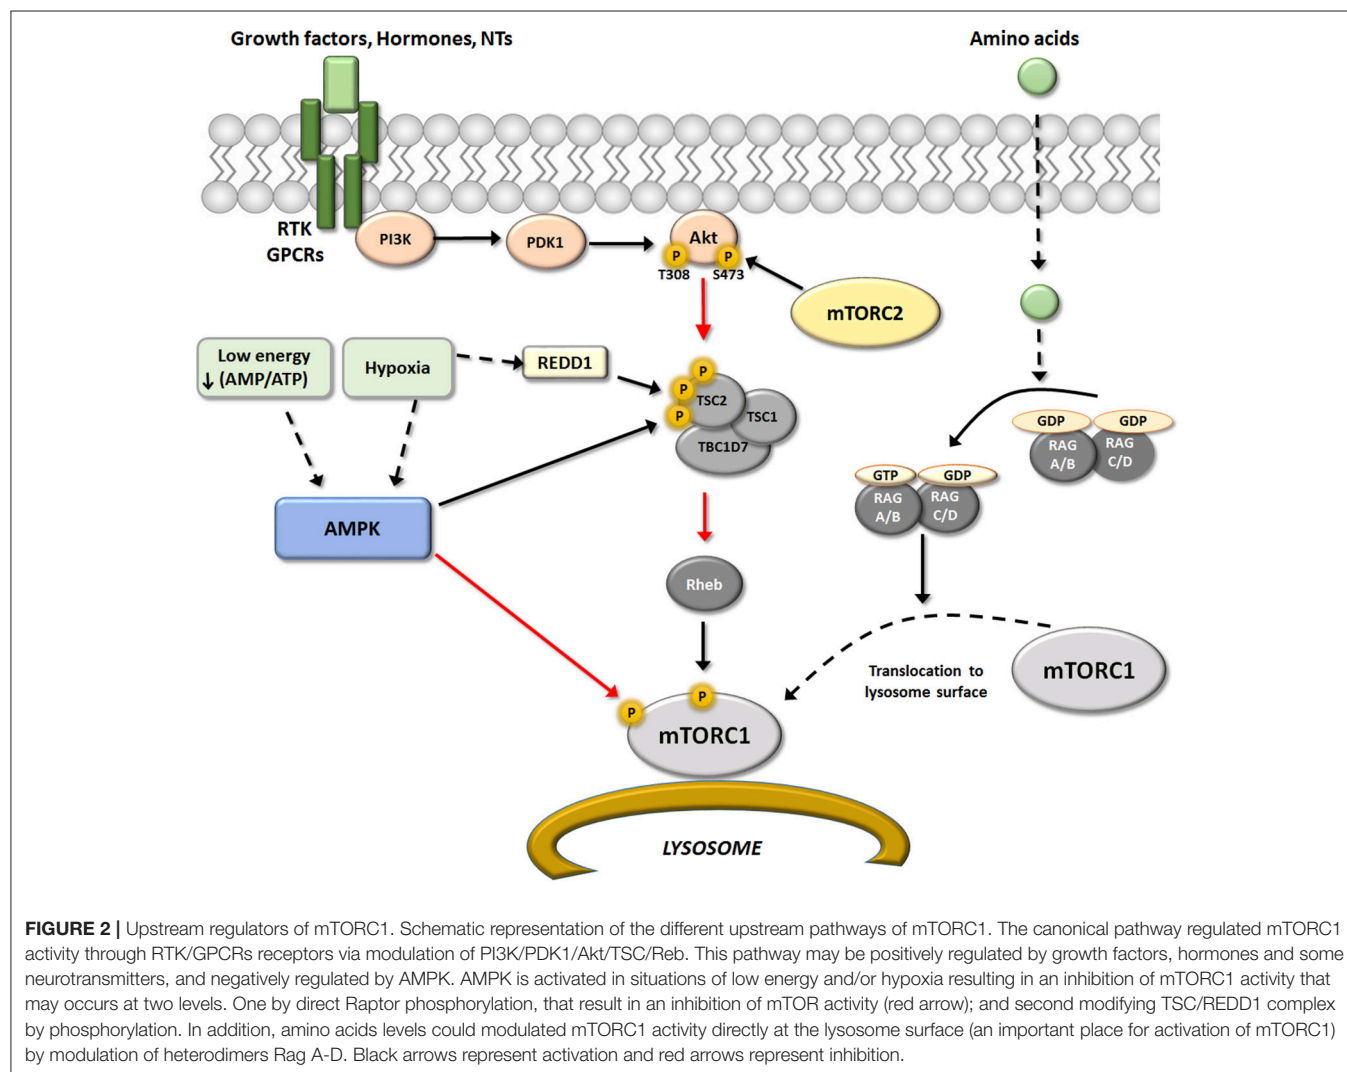 Growth factors, Hormones, NTs
Amino acids
RTK
GPCRs
PI3K
PDK1
Akt
P
P
T308
S473
mTORC2
Low energy
↓ (AMP/ATP)
Hypoxia
REDD1
P
P
P
TSC2
TSC1
TBC1D7
GDP
GDP
RAG
A/B
RAG
C/D
GTP
GDP
RAG
A/B
RAG
C/D
AMPK
Rheb
Translocation to
lysosome surface
mTORC1
P
P
mTORC1
LYSOSOME
FIGURE 2 | Upstream regulators of mTORC1. Schematic representation of the different upstream pathways of mTORC1. The canonical pathway regulated mTORC1
activity through RTK/GPCRs receptors via modulation of PI3K/PDK1/Akt/TSC/Reb. This pathway may be positively regulated by growth factors, hormones and some
neurotransmitters, and negatively regulated by AMPK. AMPK is activated in situations of low energy and/or hypoxia resulting in an inhibition of mTORC1 activity that
may occurs at two levels. One by direct Raptor phosphorylation, that result in an inhibition of mTOR activity (red arrow); and second modifying TSC/REDD1 complex
by phosphorylation. In addition, amino acids levels could modulated mTORC1 activity directly at the lysosome surface (an important place for activation of mTORC1)
by modulation of heterodimers Rag A-D. Black arrows represent activation and red arrows represent inhibition.